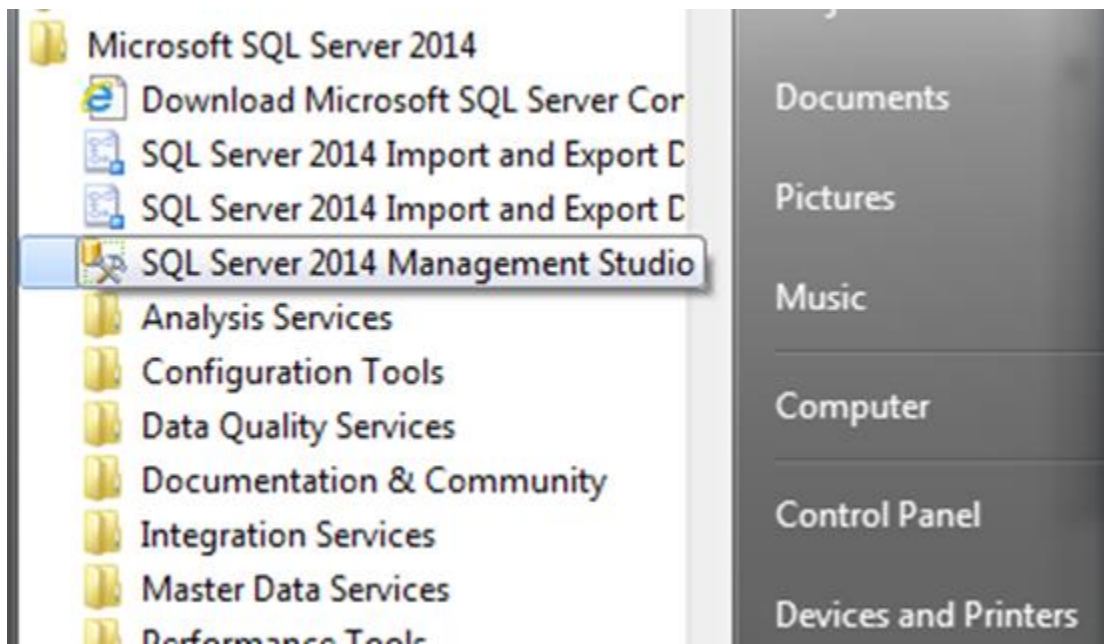 Microsoft SQL Server 2014
Download Microsoft SQL Server Cor
SQL Server 2014 Import and Export D
SQL Server 2014 Import and Export D
SQL Server 2014 Management Studio
Analysis Services
Configuration Tools
Data Quality Services
Documentation & Community
Integration Services
Master Data Services
Performance Tools
Documents
Pictures
Music
Computer
Control Panel
Devices and Printers